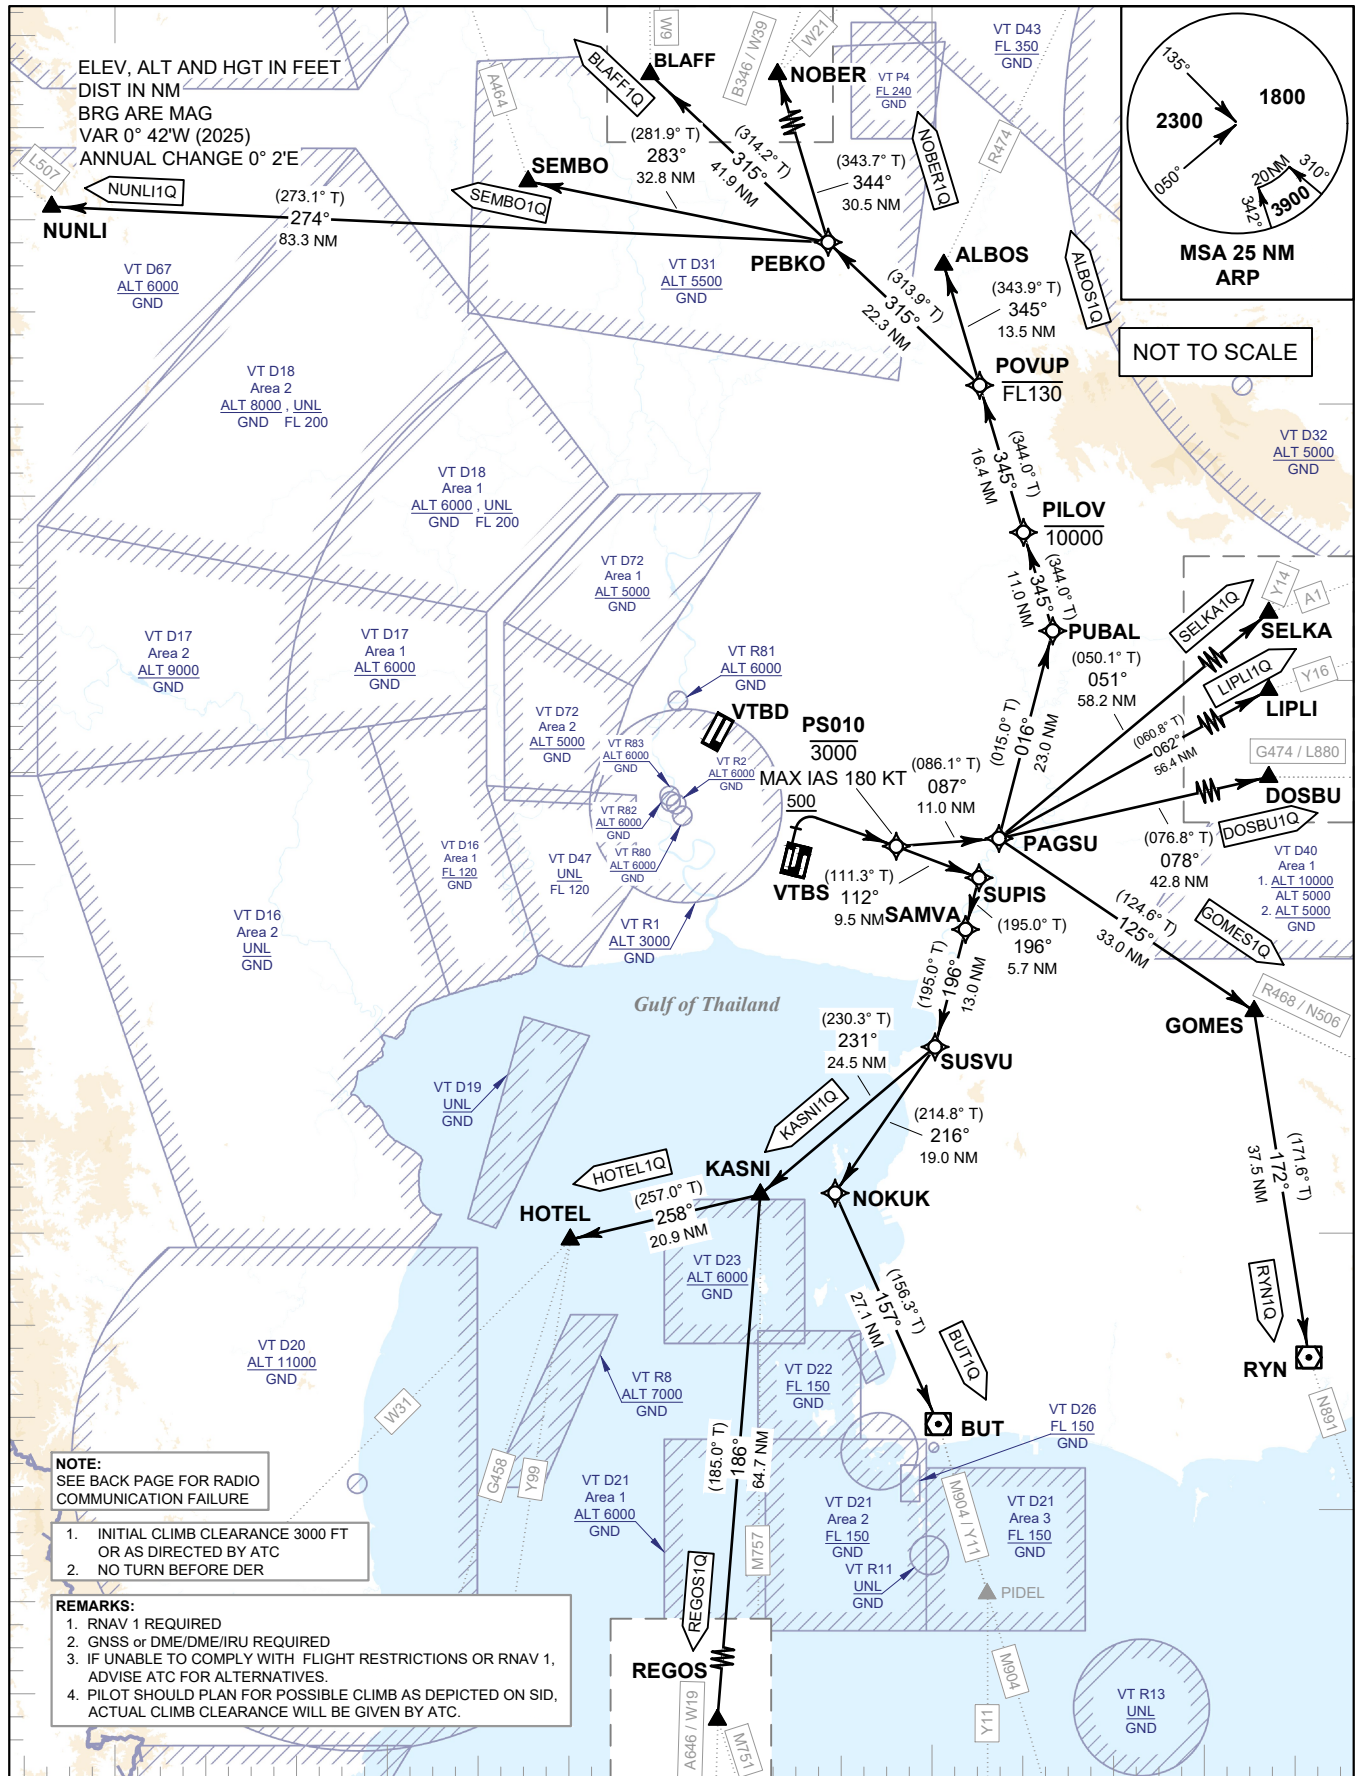 ELEV, ALT AND HGT IN FEET
DIST IN NM
BRG ARE MAG
VAR 0° 42'W (2025)
ANNUAL CHANGE 0° 2'E
L507
NUNLI1Q
NUNLI
(273.1° T)
274°
83.3 NM
A464
SEMBO
SEMBO1Q
(281.9° T)
283°
32.8 NM
BLAFF1Q
W9
BLAFF
(314.2° T)
315°
41.9 NM
B346 / W39
W21
NOBER
(343.7° T)
344°
30.5 NM
NOBER1Q
VT P4
FL 240
GND
VT D43
FL 350
GND
R474
135°
050°
2300
1800
20NM
310°
342°
3900
MSA 25 NM
ARP
NOT TO SCALE
PEBKO
(313.9° T)
315°
22.3 NM
ALBOS
(343.9° T)
345°
13.5 NM
ALBOS1Q
POVUP
FL130
VT D67
ALT 6000
GND
VT D31
ALT 5500
GND
VT D18
Area 2
ALT 8000 , UNL
GND FL 200
VT D18
Area 1
ALT 6000 , UNL
GND FL 200
VT D32
ALT 5000
GND
(344.0° T)
345°
16.4 NM
PILOV
10000
(344.0° T)
345°
11.0 NM
PUBAL
VT D72
Area 1
ALT 5000
GND
VT D17
Area 2
ALT 9000
GND
VT D17
Area 1
ALT 6000
GND
VT D72
Area 2
ALT 5000
GND
VT R81
ALT 6000
GND
VTBD
VT R83
ALT 6000
GND
VT R2
ALT 6000
GND
VT R82
ALT 6000
GND
VT R80
ALT 6000
GND
VT D47
UNL
FL 120
VT D16
Area 1
FL 120
GND
VT D16
Area 2
UNL
GND
VT R1
ALT 3000
GND
PS010
3000
MAX IAS 180 KT
500
VTBS
(086.1° T)
087°
11.0 NM
(015.0° T)
016°
23.0 NM
PAGSU
(050.1° T)
051°
58.2 NM
SELKA1Q
Y14
A1
SELKA
(060.8° T)
062°
56.4 NM
LIPLI1Q
Y16
LIPLI
G474 / L880
DOSBU
DOSBU1Q
(076.8° T)
078°
42.8 NM
VT D40
Area 1
1. ALT 10000
ALT 5000
2. ALT 5000
GND
(111.3° T)
112°
9.5 NM
SUPIS
SAMVA
(195.0° T)
196°
5.7 NM
(195.0° T)
196°
13.0 NM
(124.6° T)
125°
33.0 NM
GOMES1Q
GOMES
R468 / N506
Gulf of Thailand
(230.3° T)
231°
24.5 NM
SUSVU
(214.8° T)
216°
19.0 NM
KASNI1Q
KASNI
VT D19
UNL
GND
HOTEL1Q
HOTEL
(257.0° T)
258°
20.9 NM
NOKUK
(171.6° T)
172°
37.5 NM
RYN1Q
RYN
N891
VT D23
ALT 6000
GND
(156.3° T)
157°
27.1 NM
BUT1Q
BUT
VT D20
ALT 11000
GND
VT R8
ALT 7000
GND
VT D22
FL 150
GND
VT D26
FL 150
GND
W31
G458
Y99
(185.0° T)
186°
64.7 NM
M757
VT D21
Area 1
ALT 6000
GND
VT D21
Area 2
FL 150
GND
VT D21
Area 3
FL 150
GND
VT R11
UNL
GND
M904 / Y11
PIDEL
REGOS1Q
REGOS
A646 / W19
M751
M904
Y11
VT R13
UNL
GND
NOTE:
SEE BACK PAGE FOR RADIO
COMMUNICATION FAILURE
1. INITIAL CLIMB CLEARANCE 3000 FT
OR AS DIRECTED BY ATC
2. NO TURN BEFORE DER
REMARKS:
1. RNAV 1 REQUIRED
2. GNSS or DME/DME/IRU REQUIRED
3. IF UNABLE TO COMPLY WITH FLIGHT RESTRICTIONS OR RNAV 1,
ADVISE ATC FOR ALTERNATIVES.
4. PILOT SHOULD PLAN FOR POSSIBLE CLIMB AS DEPICTED ON SID,
ACTUAL CLIMB CLEARANCE WILL BE GIVEN BY ATC.